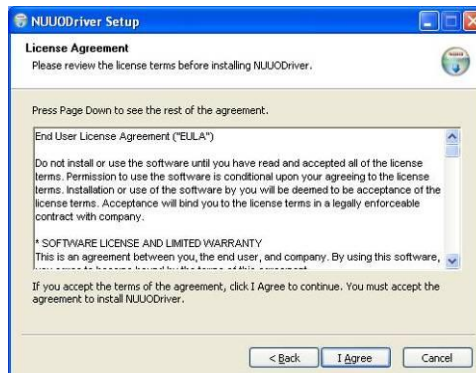 NUUODriver Setup
License Agreement
Please review the license terms before installing NUUODriver.
Press Page Down to see the rest of the agreement.
End User License Agreement ("EULA")
Do not install or use the software until you have read and accepted all of the license
terms. Permission to use the software is conditional upon your agreeing to the license
terms. Installation or use of the software by you will be deemed to be acceptance of the
license terms. Acceptance will bind you to the license terms in a legally enforceable
contract with company.
* SOFTWARE LICENSE AND LIMITED WARRANTY
This is an agreement between you, the end user, and company. By using this software,
If you accept the terms of the agreement, click I Agree to continue. You must accept the
agreement to install NUUODriver.
< Back
I Agree
Cancel